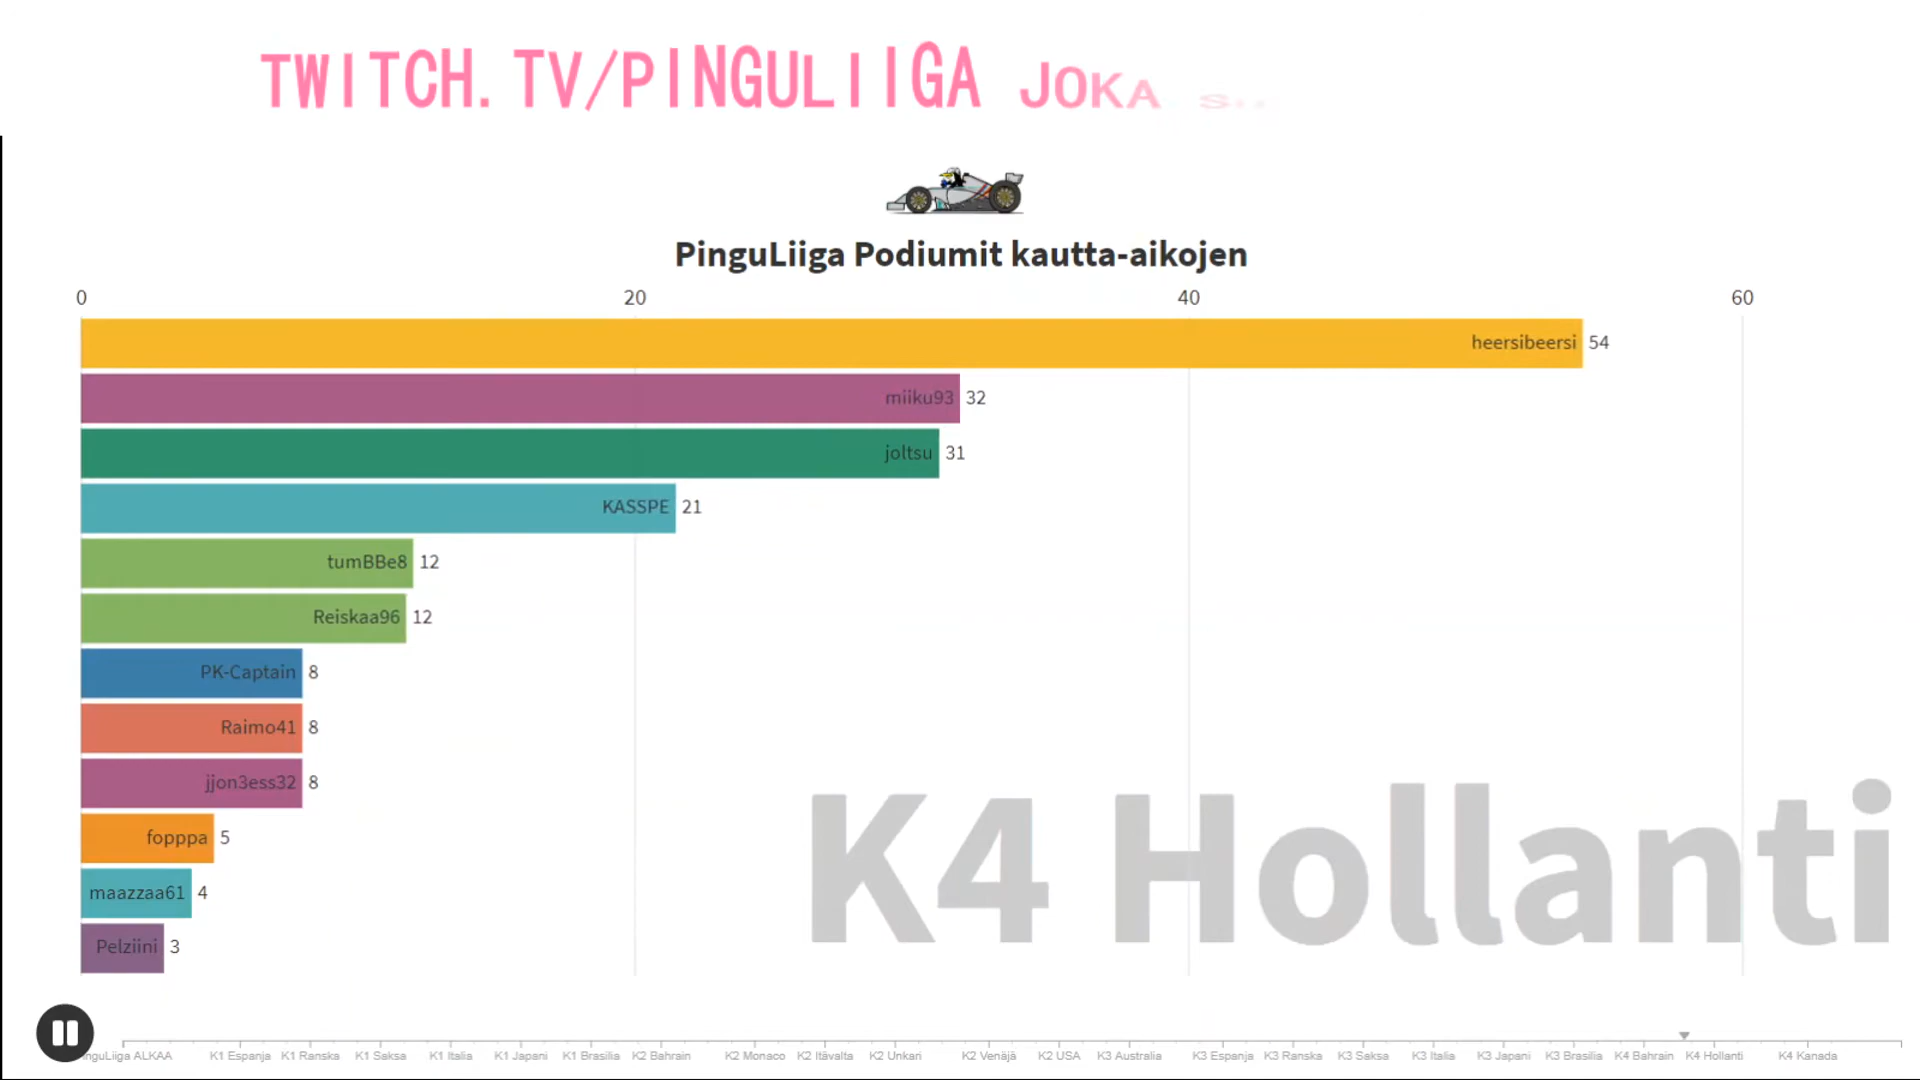 TWITCH.TV/PINGULIIGA JOKA
PinguLiiga Podiumit kautta-aikojen
0 20 40 60
heersibeersi 54
miiku93 32
joltsu 31
KASSPE 21
tumBBe8 12
Reiskaa96 12
PK-Captain 8
Raimo41 8
jjon3ess32 8
fopppa 5
maazzaa61 4
Pelziini 3
K4 Hollanti
nguLiiga ALKAA K1 Espanja K1 Ranska K1 Saksa K1 Italia K1 Japani K1 Brasilia K2 Bahrain K2 Monaco K2 Itävalta K2 Unkari K2 Venäjä K2 USA K3 Australia K3 Espanja K3 Ranska K3 Saksa K3 Italia K3 Japani K3 Brasilia K4 Bahrain K4 Hollanti K4 Kanada